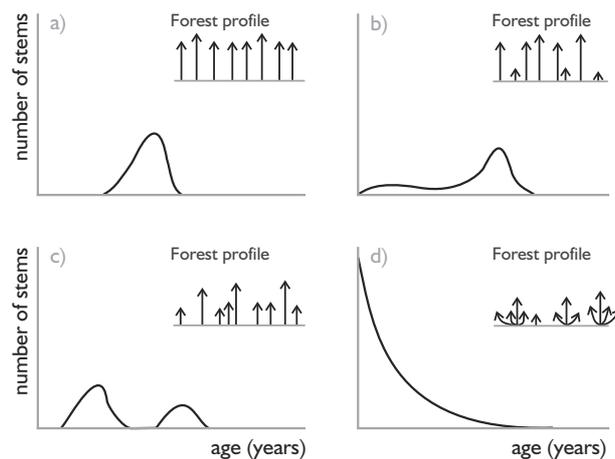 a)
Forest profile
number of stems
b)
Forest profile
c)
Forest profile
number of stems
age (years)
d)
Forest profile
age (years)